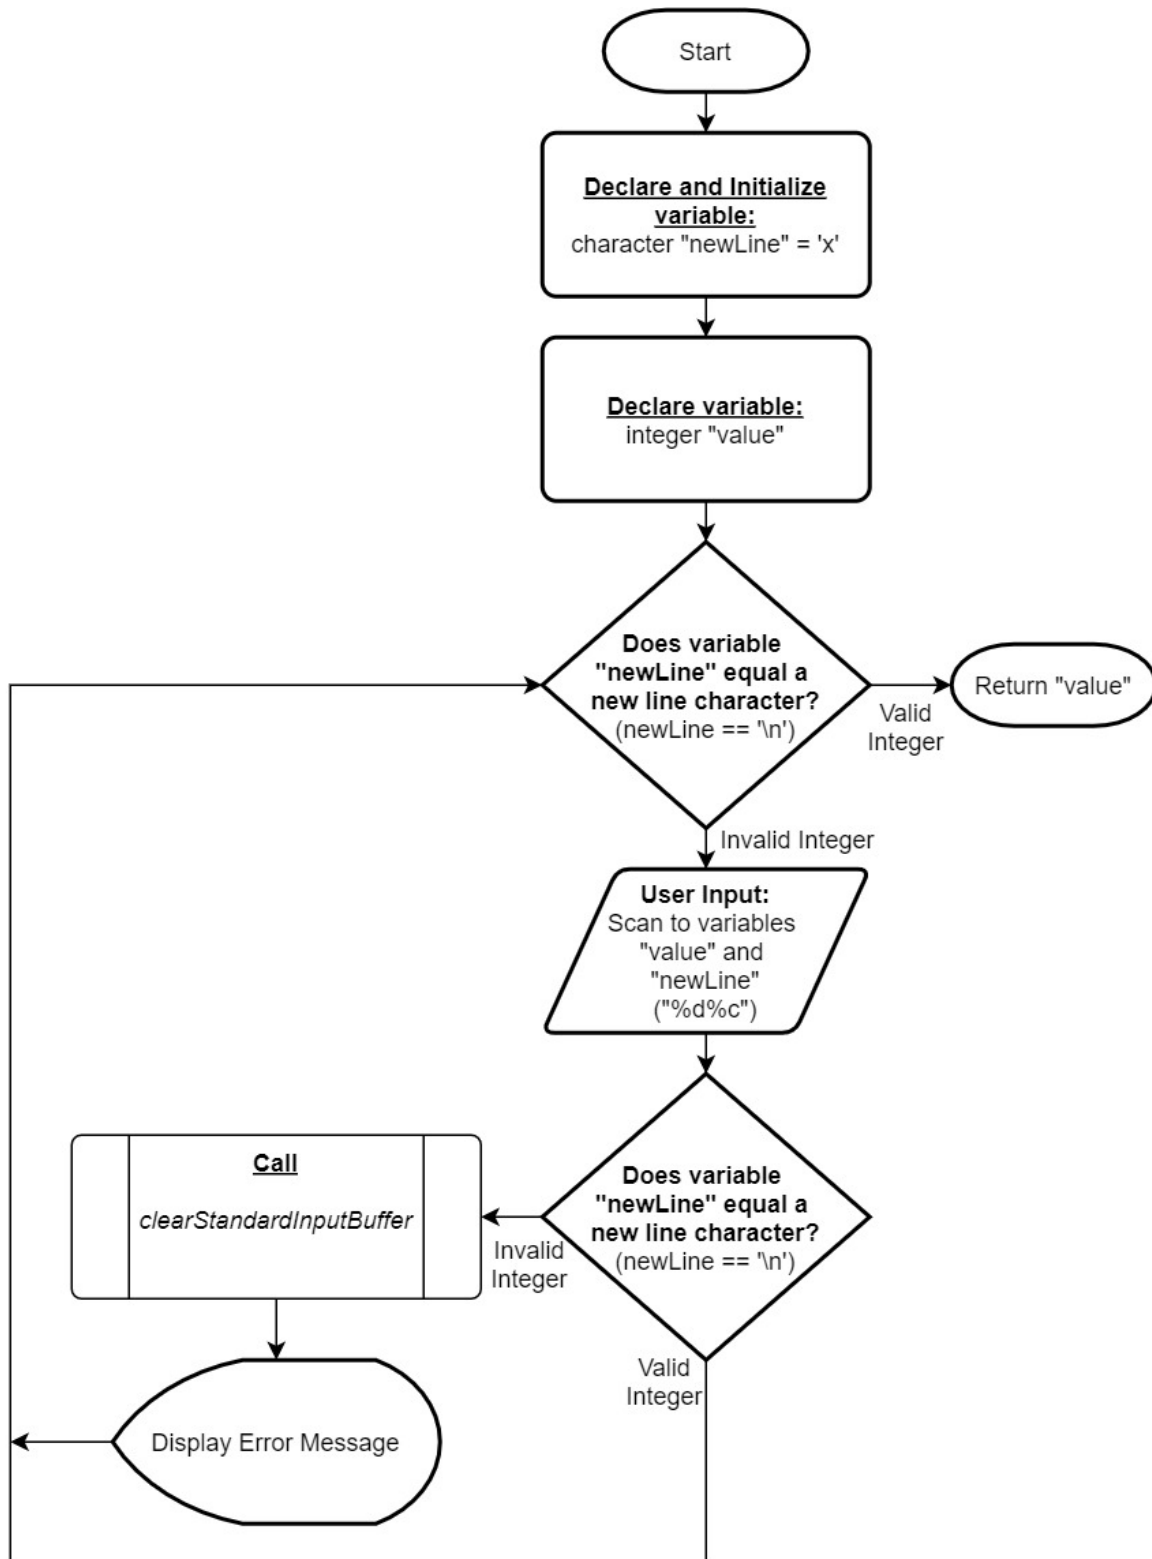 Start
Declare and Initialize
variable:
character "newLine" = 'x'
Declare variable:
integer "value"
Does variable
"newLine" equal a
new line character?
(newLine == '\n')
Return "value"
Valid
Integer
Invalid Integer
User Input:
Scan to variables
"value" and
"newLine"
("%d%c")
Does variable
"newLine" equal a
new line character?
(newLine == '\n')
Call
clearStandardInputBuffer
Invalid
Integer
Valid
Integer
Display Error Message